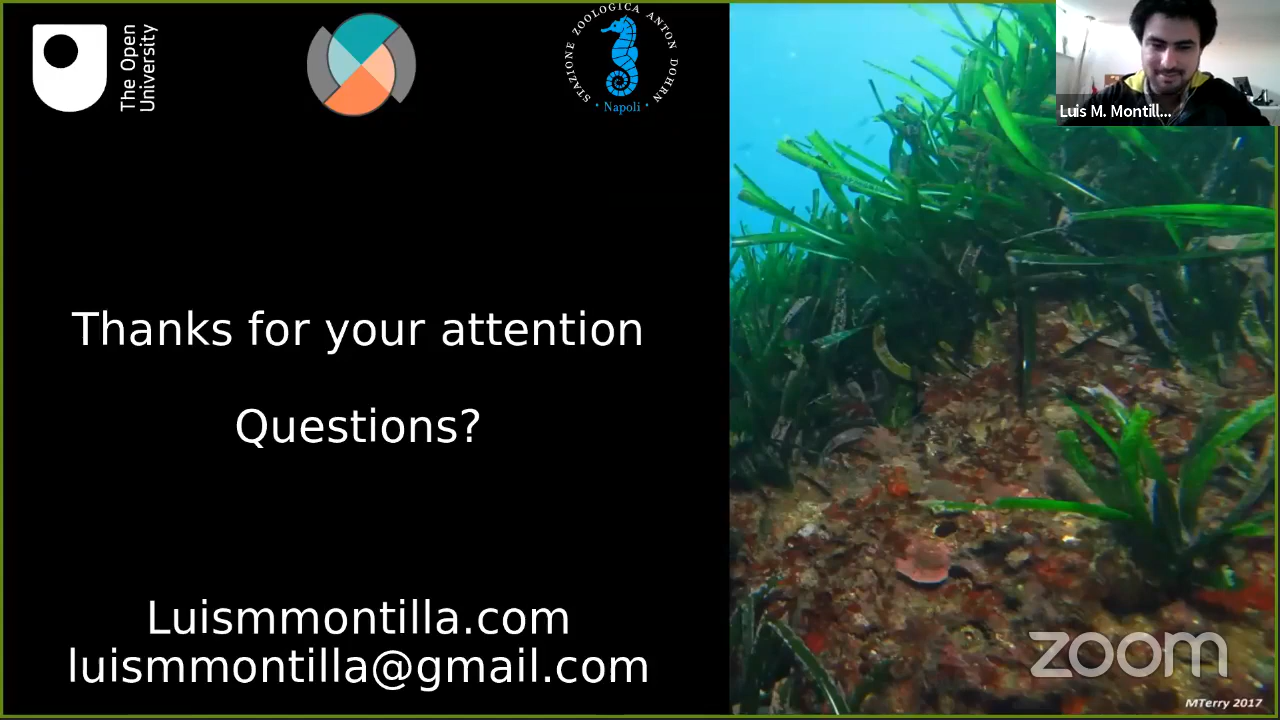 The Open
University
STAZIONE ZOOLOGICA ANTON DOHRN
• Napoli •
Luis M. Montill...
Thanks for your attention
Questions?
Luismmontilla.com
luismmontilla@gmail.com
zoom
MTerry 2017